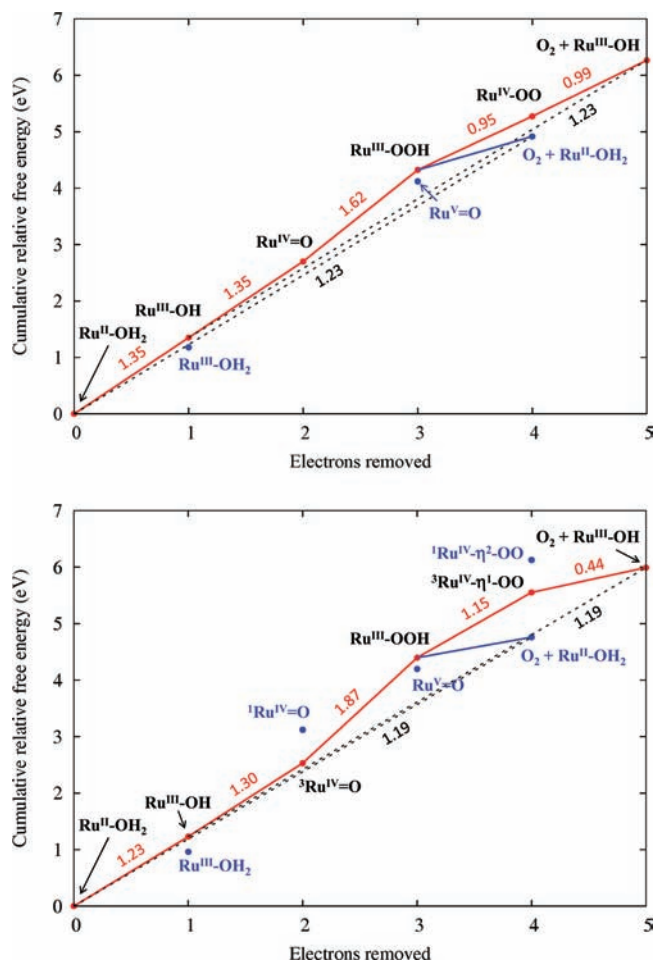 7
6
5
4
3
2
1
0
Cumulative relative free energy (eV)
O₂ + Ruᴵᴵᴵ-OH
0.99
Ruᴵⱽ-OO
1.23
0.95
Ruᴵᴵᴵ-OOH
O₂ + Ruᴵᴵ-OH₂
Ruⱽ=O
1.62
Ruᴵⱽ=O
1.23
1.35
Ruᴵᴵᴵ-OH
Ruᴵᴵ-OH₂
1.35
Ruᴵᴵᴵ-OH₂
0 1 2 3 4 5
Electrons removed
7
6
5
4
3
2
1
0
Cumulative relative free energy (eV)
O₂ + Ruᴵᴵᴵ-OH
¹Ruᴵⱽ-η²-OO
0.44
³Ruᴵⱽ-η¹-OO
1.15
1.19
Ruᴵᴵᴵ-OOH
O₂ + Ruᴵᴵ-OH₂
Ruⱽ=O
1.87
¹Ruᴵⱽ=O
1.19
³Ruᴵⱽ=O
1.30
Ruᴵᴵᴵ-OH
Ruᴵᴵ-OH₂
1.23
Ruᴵᴵᴵ-OH₂
0 1 2 3 4 5
Electrons removed